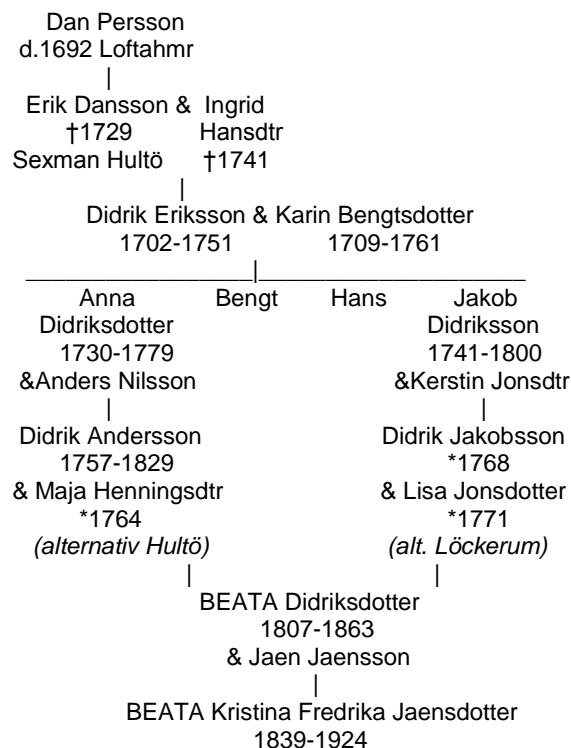 Dan Persson
d.1692 Loftahmr
|
Erik Dansson & Ingrid
†1729 Hansdtr
Sexman Hultö †1741
|
Didrik Eriksson & Karin Bengtsdotter
1702-1751 1709-1761
___________________|______________________
Anna Bengt Hans Jakob
Didriksdotter Didriksson
1730-1779 1741-1800
&Anders Nilsson &Kerstin Jonsdtr
| |
Didrik Andersson Didrik Jakobsson
1757-1829 *1768
& Maja Henningsdtr & Lisa Jonsdotter
*1764 *1771
(alternativ Hultö) (alt. Löckerum)
| |
BEATA Didriksdotter
1807-1863
& Jaen Jaensson
|
BEATA Kristina Fredrika Jaensdotter
1839-1924